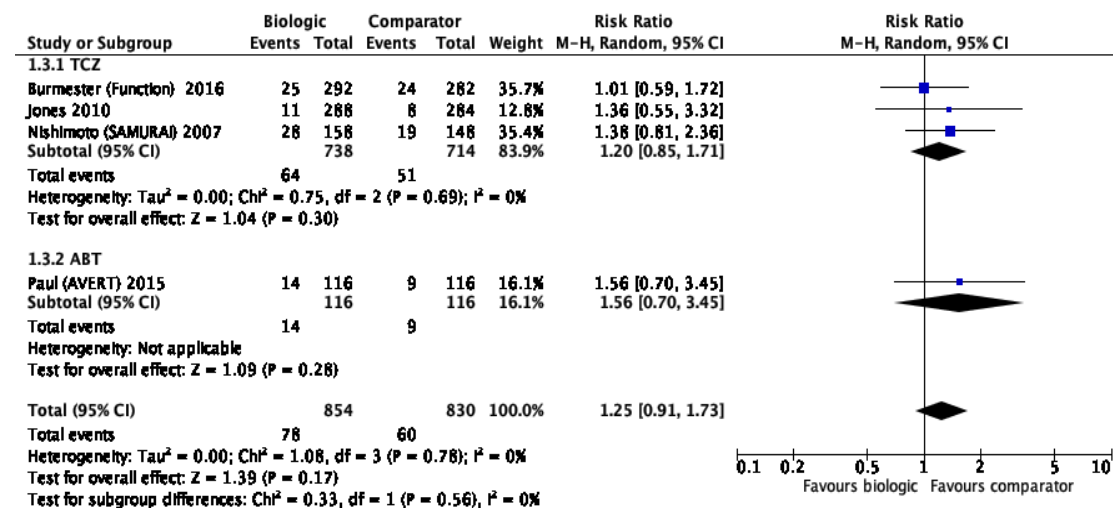 Biologic Comparator Risk Ratio Risk Ratio
Study or Subgroup Events Total Events Total Weight M-H, Random, 95% CI M-H, Random, 95% CI
1.3.1 TCZ
Burmester (Function) 2016 25 292 24 282 35.7% 1.01 [0.59, 1.72]
Jones 2010 11 288 8 284 12.8% 1.36 [0.55, 3.32]
Nishimoto (SAMURAI) 2007 28 158 19 148 35.4% 1.38 [0.81, 2.36]
Subtotal (95% CI) 738 714 83.9% 1.20 [0.85, 1.71]
Total events 64 51
Heterogeneity: Tau² = 0.00; Chi² = 0.75, df = 2 (P = 0.69); I² = 0%
Test for overall effect: Z = 1.04 (P = 0.30)
1.3.2 ABT
Paul (AVERT) 2015 14 116 9 116 16.1% 1.56 [0.70, 3.45]
Subtotal (95% CI) 116 116 16.1% 1.56 [0.70, 3.45]
Total events 14 9
Heterogeneity: Not applicable
Test for overall effect: Z = 1.09 (P = 0.28)
Total (95% CI) 854 830 100.0% 1.25 [0.91, 1.73]
Total events 78 60
Heterogeneity: Tau² = 0.00; Chi² = 1.08, df = 3 (P = 0.78); I² = 0%
Test for overall effect: Z = 1.39 (P = 0.17)
Test for subgroup differences: Chi² = 0.33, df = 1 (P = 0.56), I² = 0%
0.1 0.2 0.5 1 2 5 10
Favours biologic Favours comparator